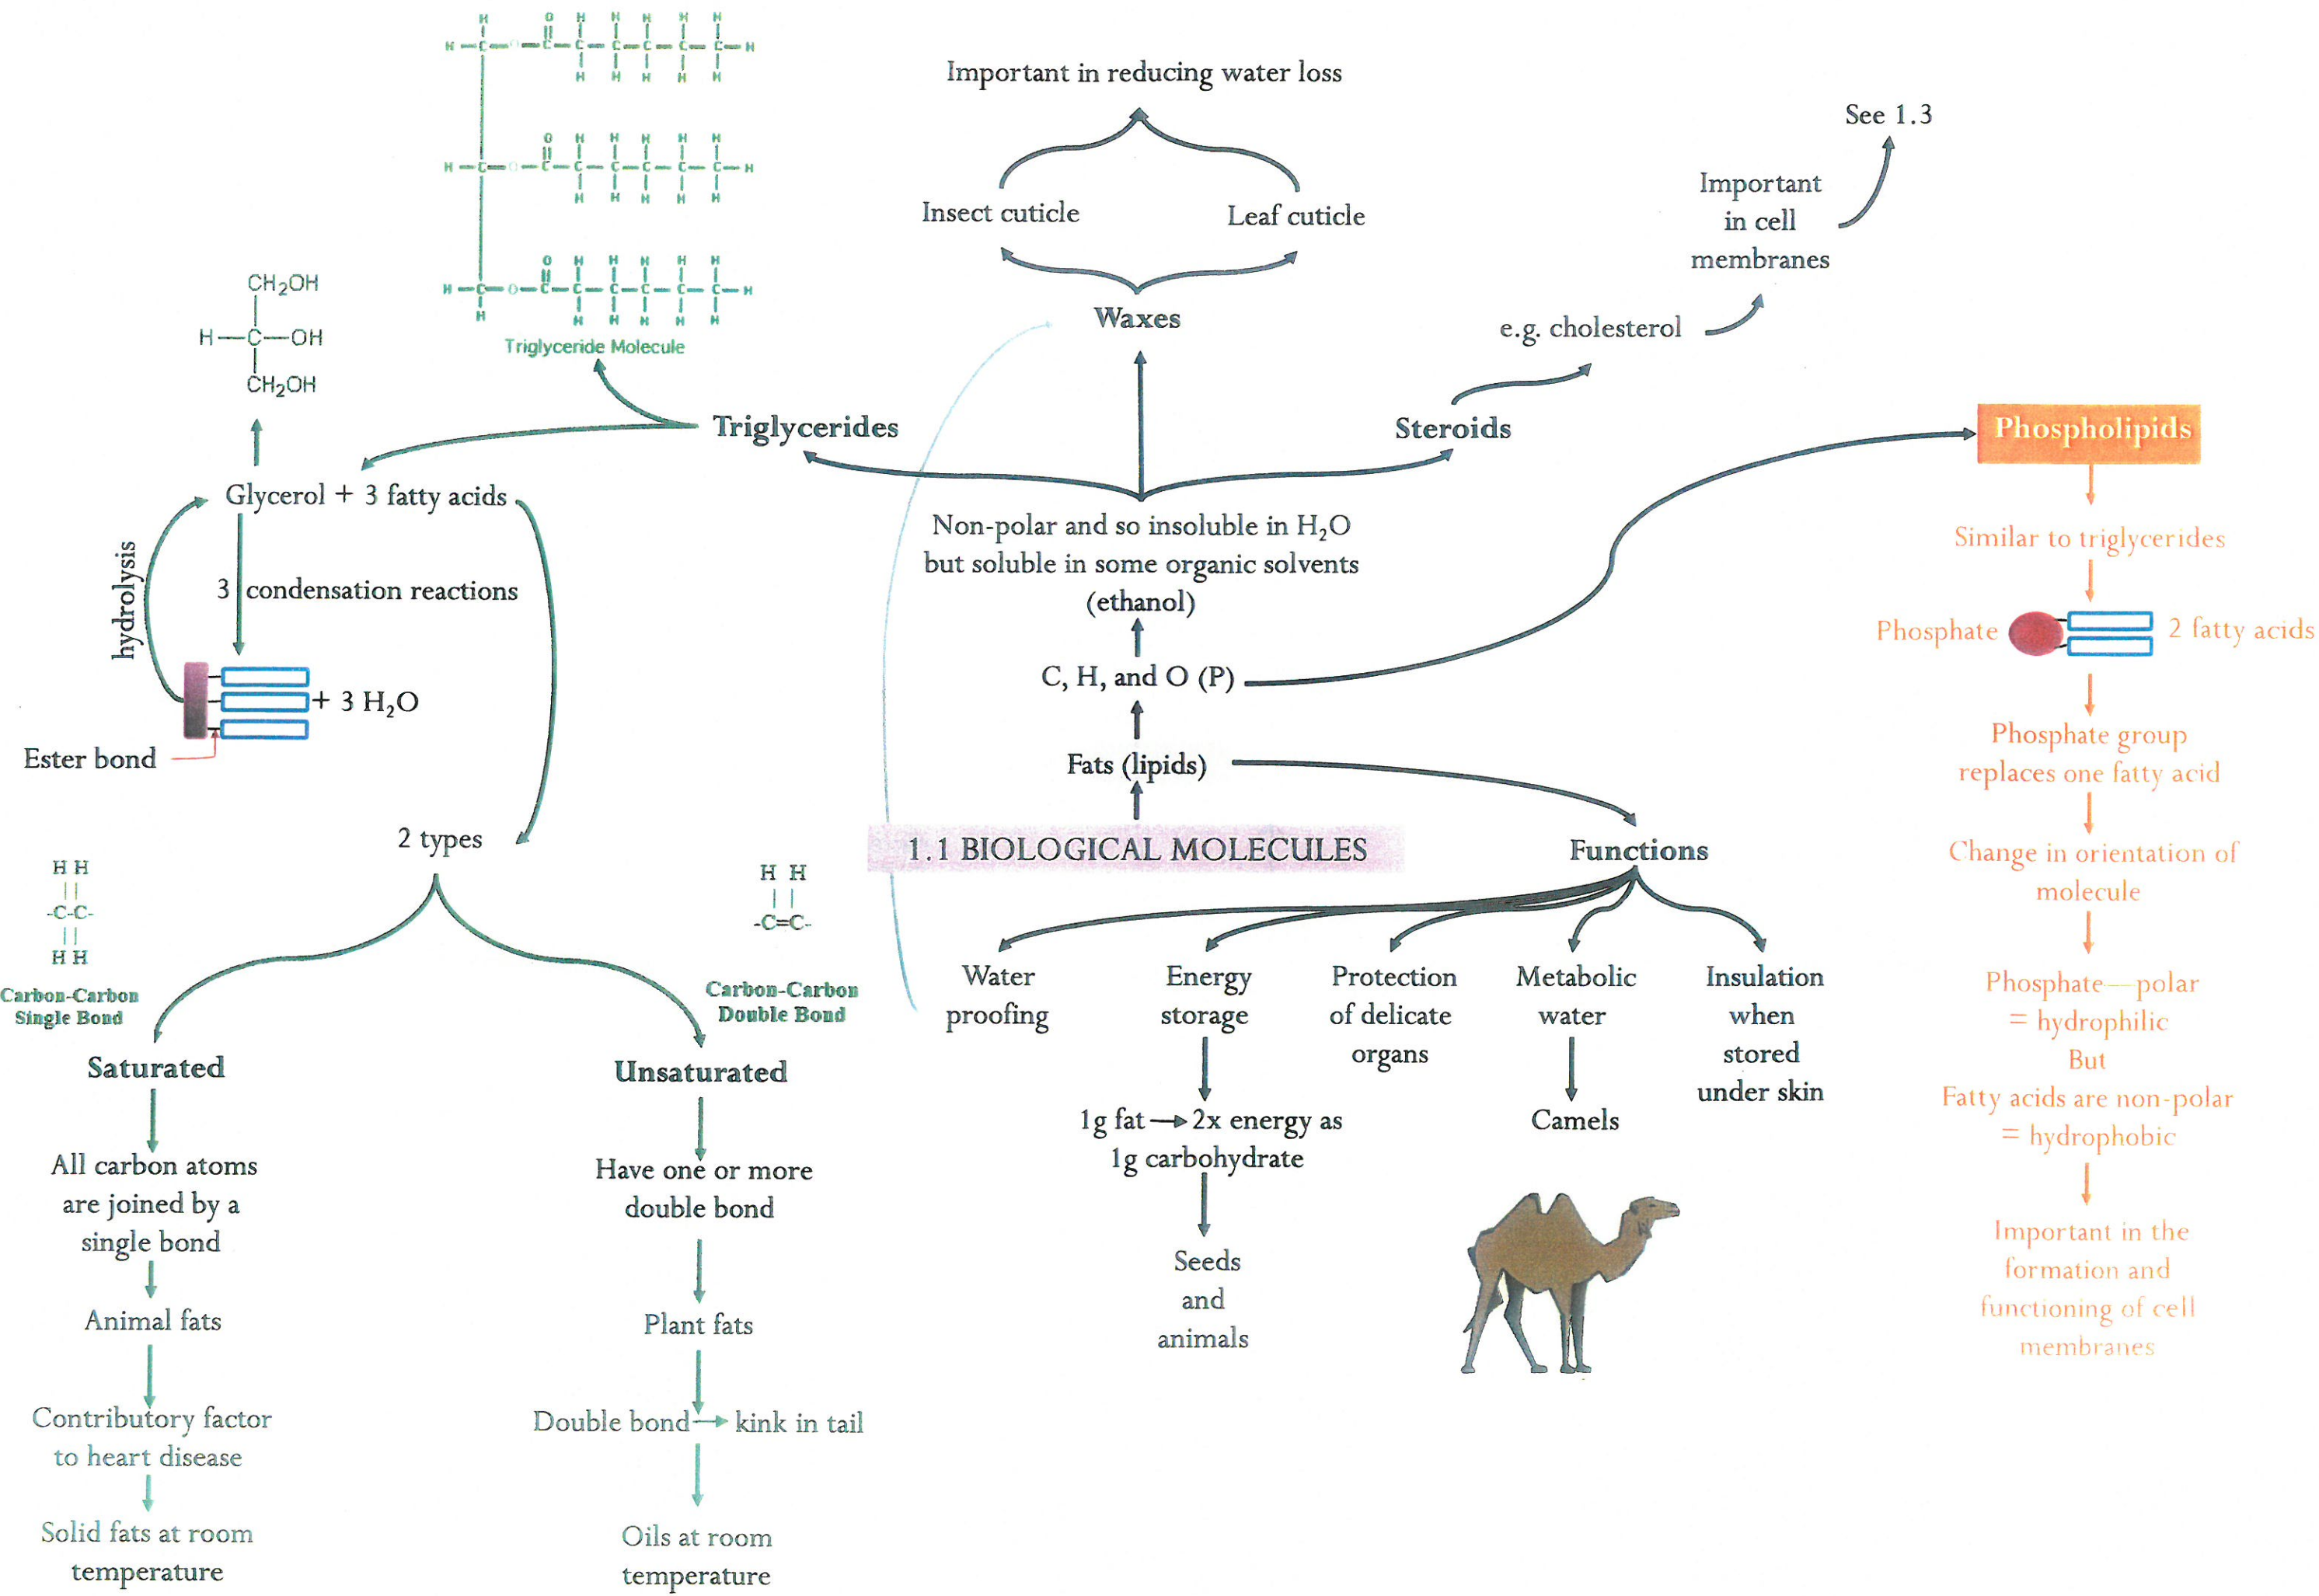 Important in reducing water loss
Insect cuticle
Leaf cuticle
Waxes
See 1.3
Important
in cell
membranes
e.g. cholesterol
Steroids
Triglycerides
H O H H H H H
H—C—O—C—C—C—C—C—C—H
H H H H H
O H H H H H
H—C—O—C—C—C—C—C—C—H
H H H H H
O H H H H H
H—C—O—C—C—C—C—C—C—H
H H H H H H
Triglyceride Molecule
CH₂OH
H—C—OH
CH₂OH
Glycerol + 3 fatty acids
hydrolysis
3 condensation reactions
+ 3 H₂O
Ester bond
2 types
H H
-C-C-
H H
Carbon-Carbon
Single Bond
Saturated
All carbon atoms
are joined by a
single bond
Animal fats
Contributory factor
to heart disease
Solid fats at room
temperature
H H
-C=C-
Carbon-Carbon
Double Bond
Unsaturated
Have one or more
double bond
Plant fats
Double bond → kink in tail
Oils at room
temperature
Non-polar and so insoluble in H₂O
but soluble in some organic solvents
(ethanol)
C, H, and O (P)
Fats (lipids)
1.1 BIOLOGICAL MOLECULES
Functions
Water
proofing
Energy
storage
1g fat → 2x energy as
1g carbohydrate
Seeds
and
animals
Protection
of delicate
organs
Metabolic
water
Camels
Insulation
when
stored
under skin
Phospholipids
Similar to triglycerides
Phosphate
2 fatty acids
Phosphate group
replaces one fatty acid
Change in orientation of
molecule
Phosphate—polar
= hydrophilic
But
Fatty acids are non-polar
= hydrophobic
Important in the
formation and
functioning of cell
membranes